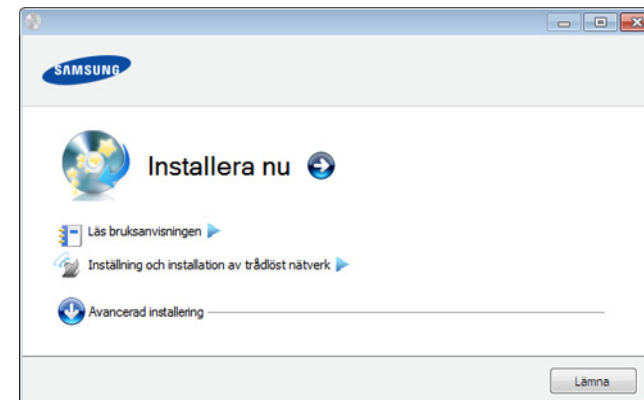 SAMSUNG
Installera nu
Läs bruksanvisningen
Inställning och installation av trådlöst nätverk
Avancerad installering
Lämna